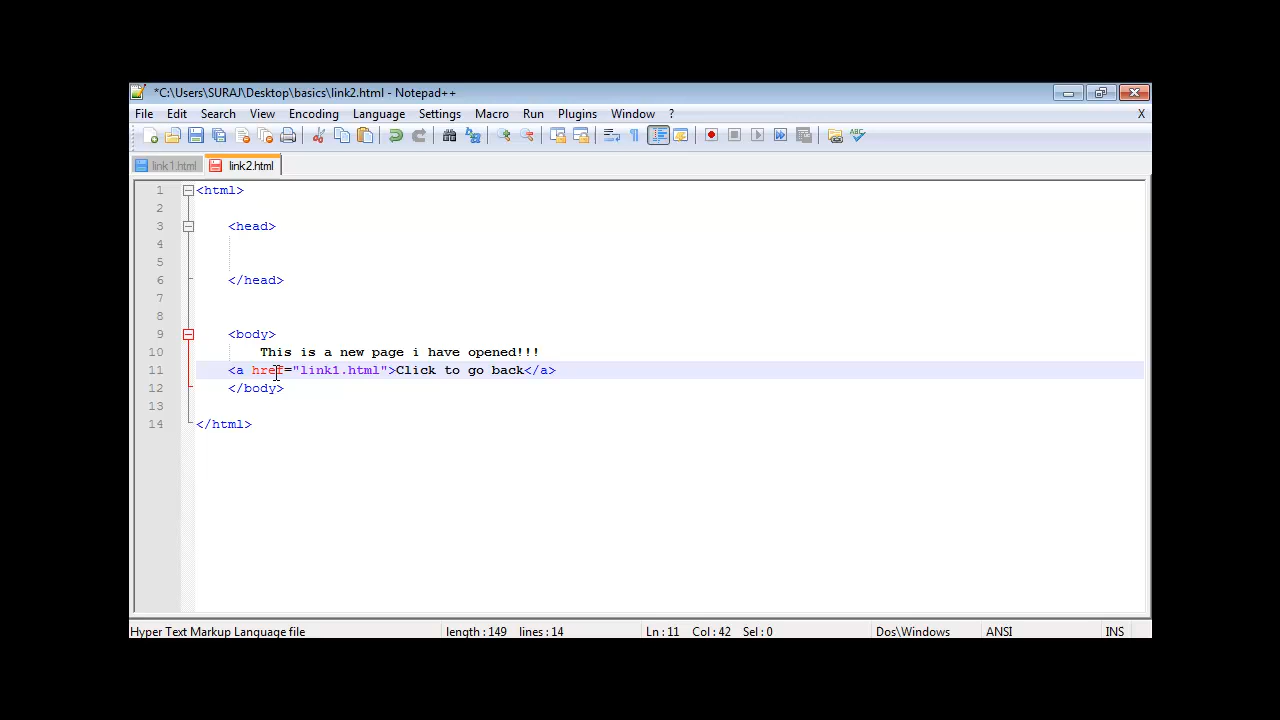 *C:\Users\SURAJ\Desktop\basics\link2.html - Notepad++
File Edit Search View Encoding Language Settings Macro Run Plugins Window ? X
link1.html link2.html
1 <html>
2
3 <head>
4
5
6 </head>
7
8
9 <body>
10 This is a new page i have opened!!!
11 <a href="link1.html">Click to go back</a>
12 </body>
13
14 </html>
Hyper Text Markup Language file length : 149 lines : 14 Ln : 11 Col : 42 Sel : 0 Dos\Windows ANSI INS